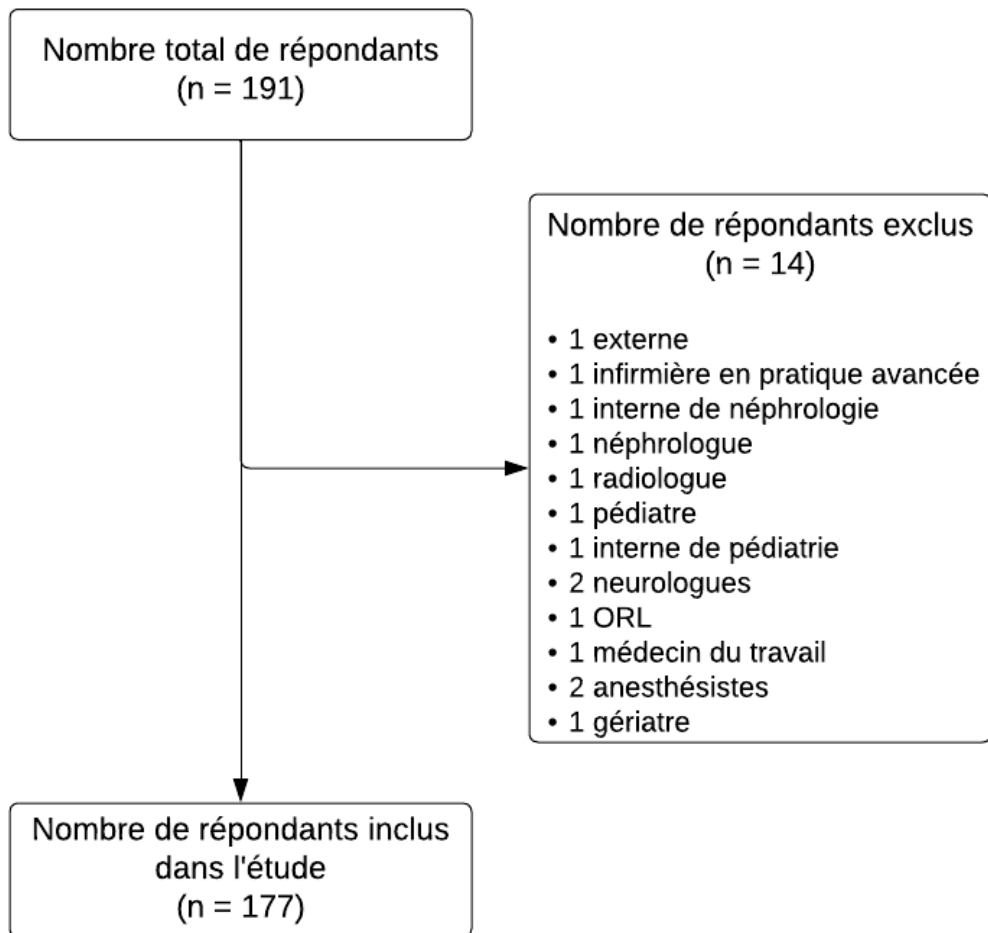 Nombre total de répondants
(n = 191)
Nombre de répondants exclus
(n = 14)
• 1 externe
• 1 infirmière en pratique avancée
• 1 interne de néphrologie
• 1 néphrologue
• 1 radiologue
• 1 pédiatre
• 1 interne de pédiatrie
• 2 neurologues
• 1 ORL
• 1 médecin du travail
• 2 anesthésistes
• 1 gériatre
Nombre de répondants inclus
dans l'étude
(n = 177)